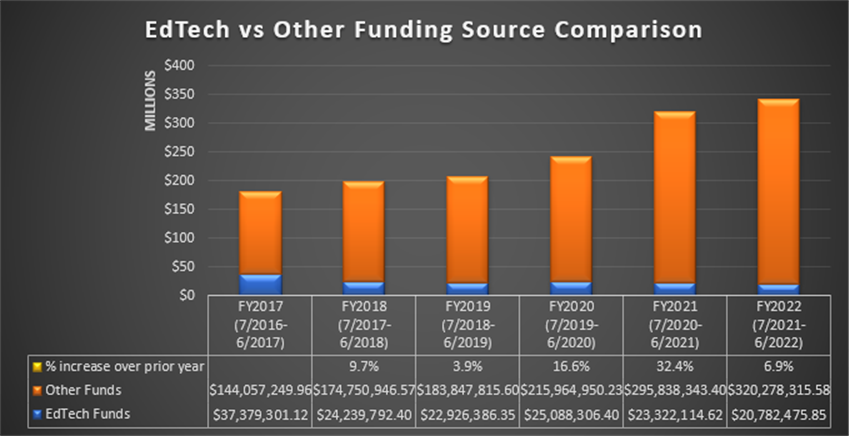 EdTech vs Other Funding Source Comparison
MILLIONS
$400
$350
$300
$250
$200
$150
$100
$50
$0
FY2017 (7/2016-6/2017) FY2018 (7/2017-6/2018) FY2019 (7/2018-6/2019) FY2020 (7/2019-6/2020) FY2021 (7/2020-6/2021) FY2022 (7/2021-6/2022)
% increase over prior year 9.7% 3.9% 16.6% 32.4% 6.9%
Other Funds $144,057,249.96 $174,750,946.57 $183,847,815.60 $215,964,950.23 $295,838,343.40 $320,278,315.58
EdTech Funds $37,379,301.12 $24,239,792.40 $22,926,386.35 $25,088,306.40 $23,322,114.62 $20,782,475.85